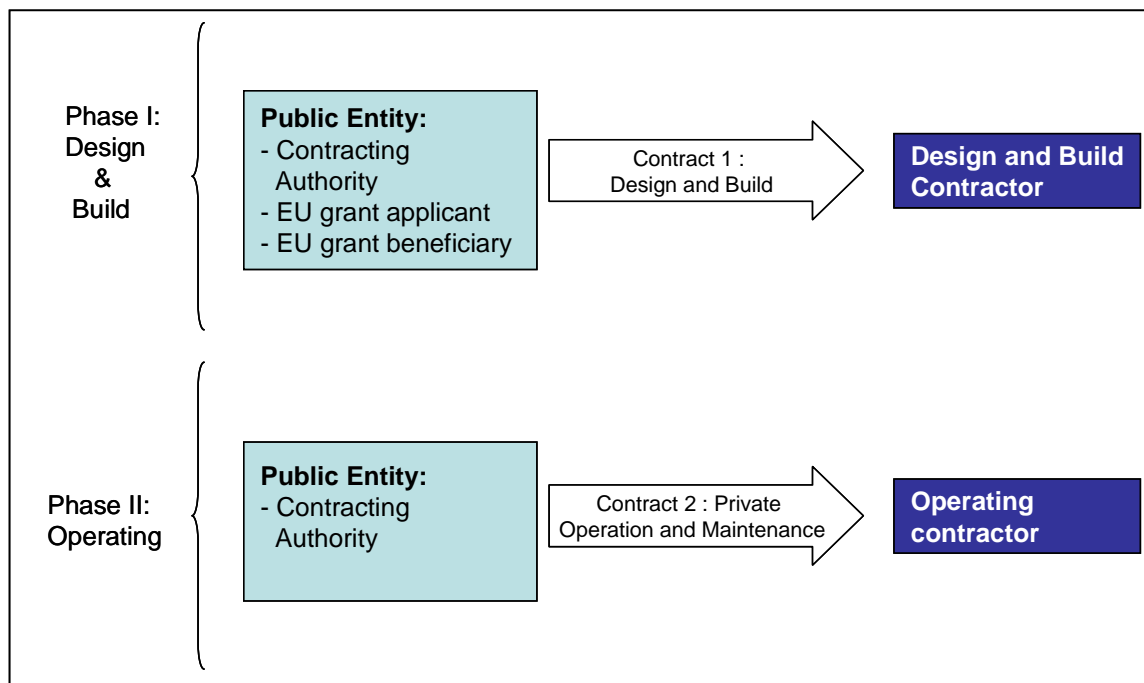 Phase I:
Design
&
Build
Public Entity:
- Contracting
Authority
- EU grant applicant
- EU grant beneficiary
Contract 1 :
Design and Build
Design and Build
Contractor
Phase II:
Operating
Public Entity:
- Contracting
Authority
Contract 2 : Private
Operation and Maintenance
Operating
contractor